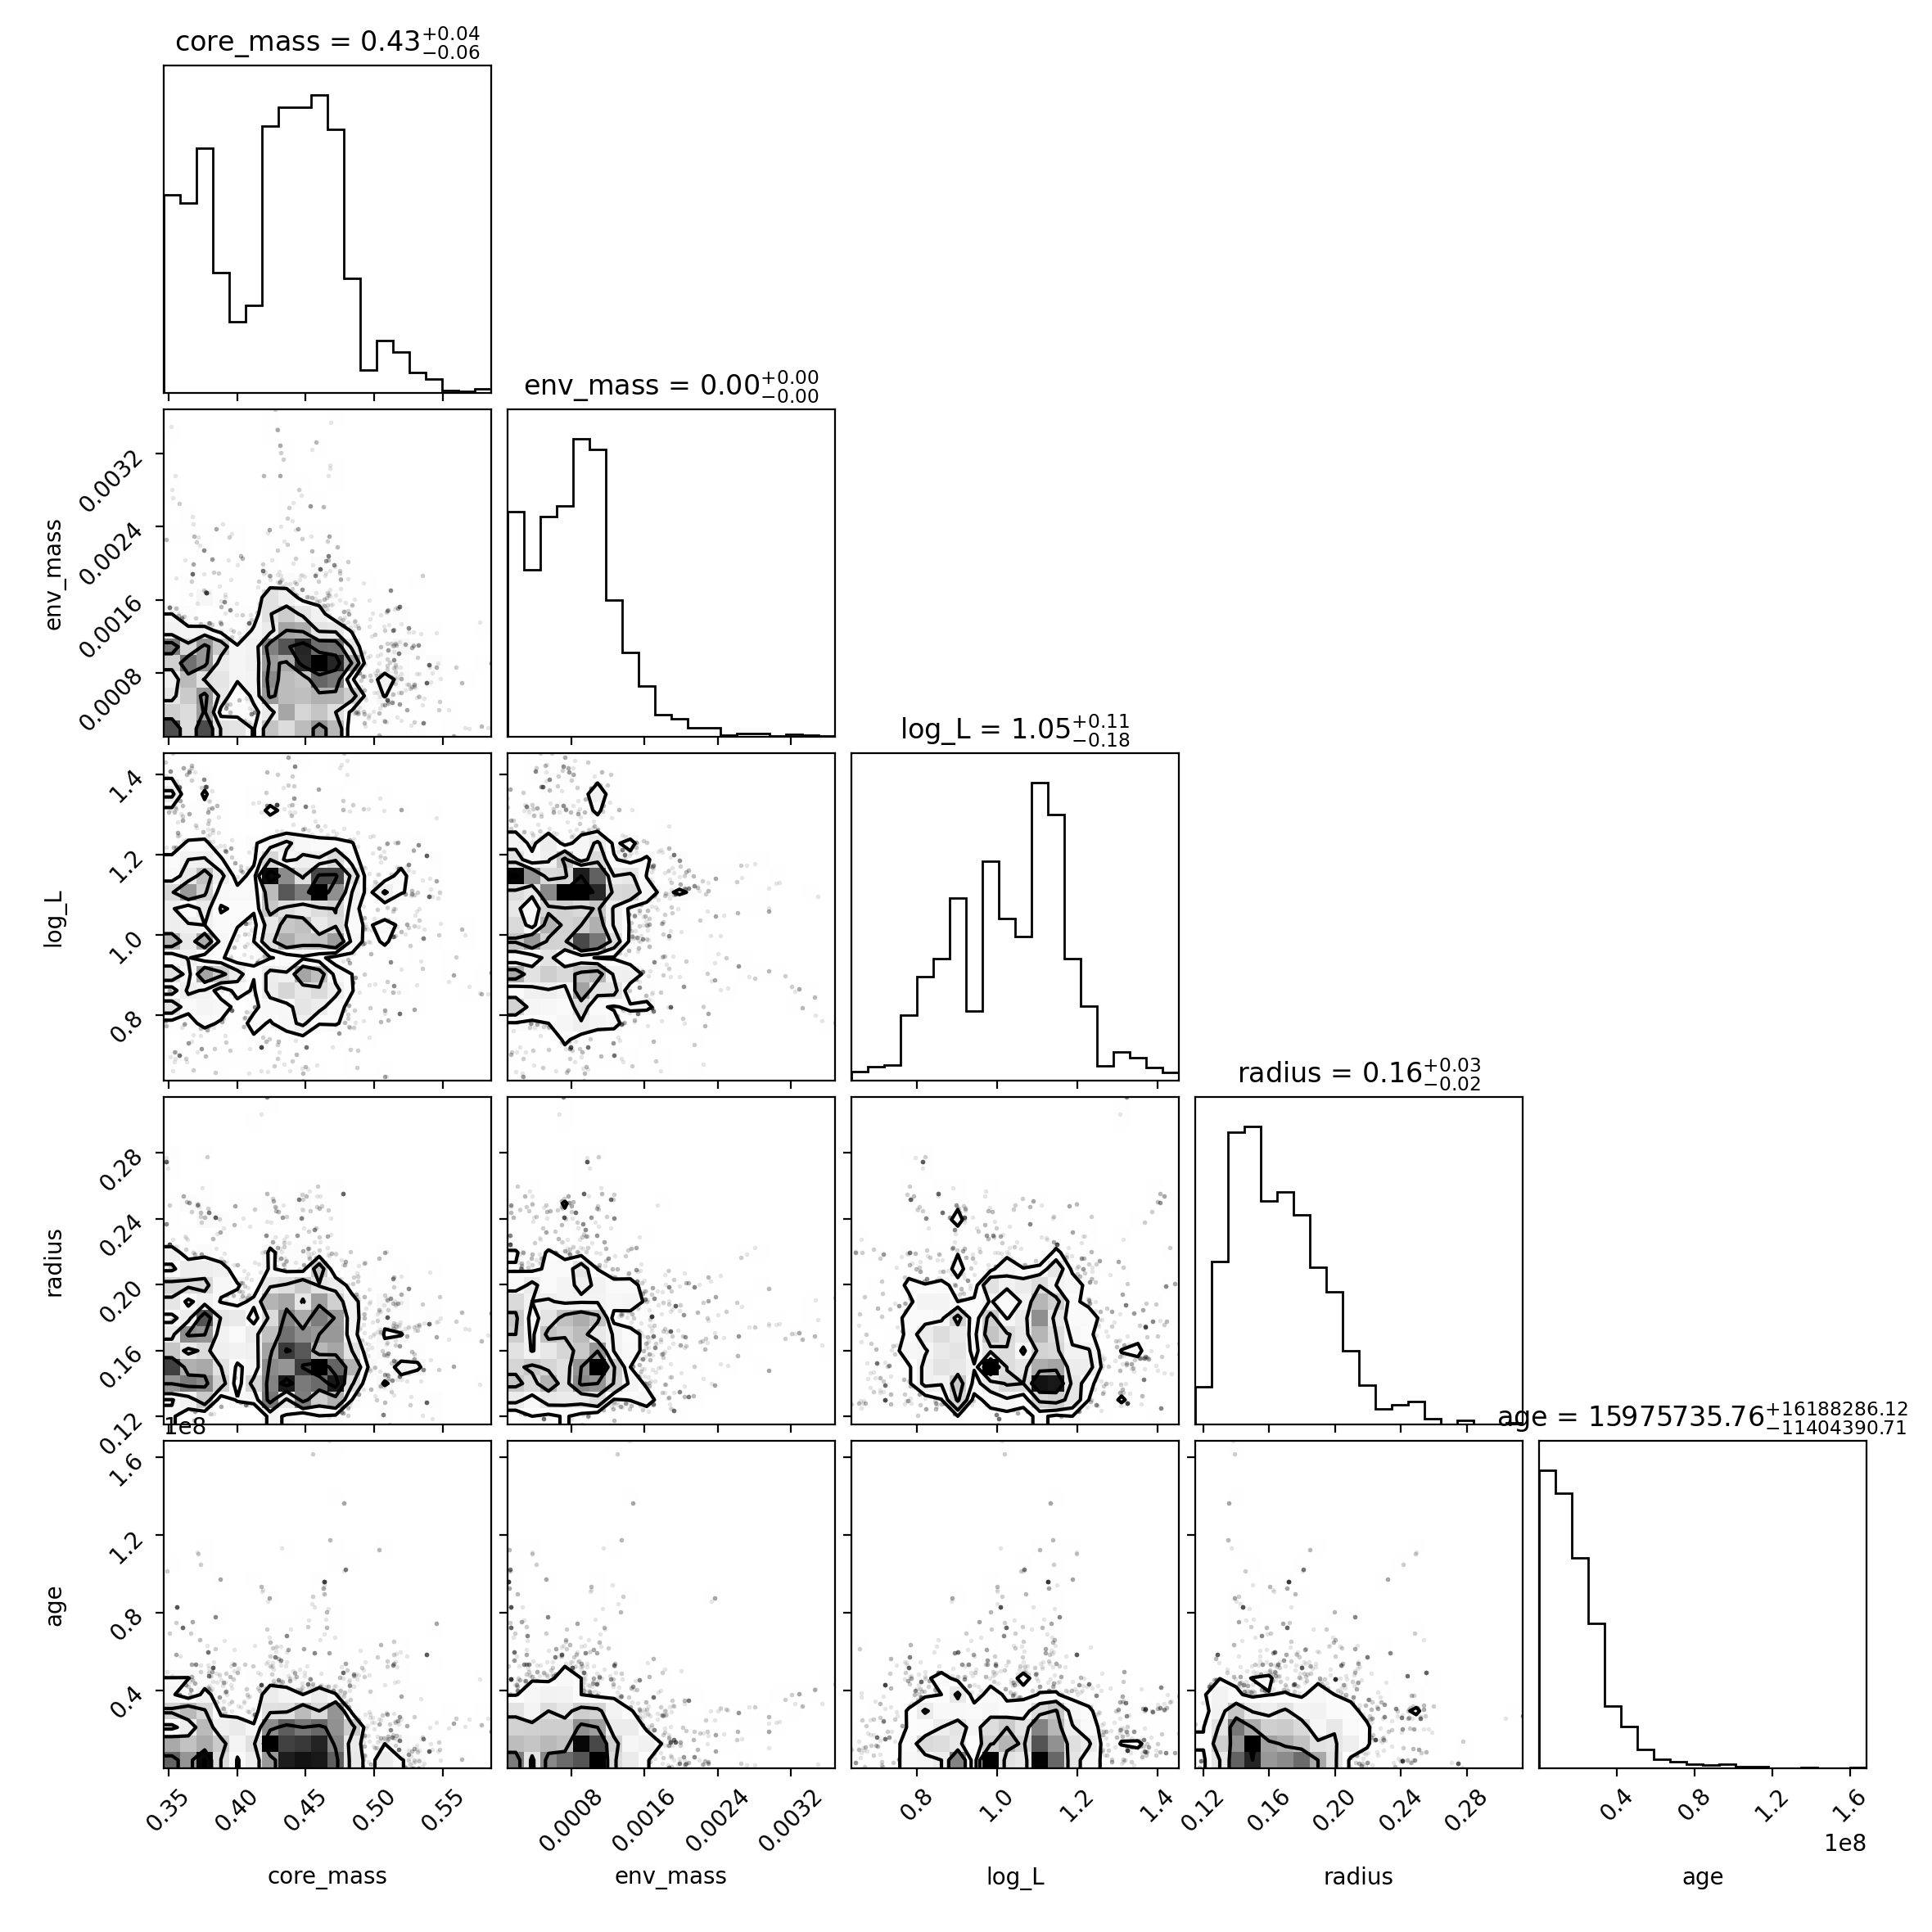 core_mass = 0.43+0.04 −0.06
env_mass = 0.00+0.00 −0.00
0.0032
0.0024
0.0016
0.0008
env_mass
log_L = 1.05+0.11 −0.18
1.4
1.2
1.0
0.8
log_L
radius = 0.16+0.03 −0.02
0.28
0.24
0.20
0.16
0.12
radius
age = 15975735.76+16188286.12 −11404390.71
1e8
1.6
1.2
0.8
0.4
age
0.35 0.40 0.45 0.50 0.55
0.0008 0.0016 0.0024 0.0032
0.8 1.0 1.2 1.4
0.12 0.16 0.20 0.24 0.28
0.4 0.8 1.2 1.6
1e8
core_mass env_mass log_L radius age